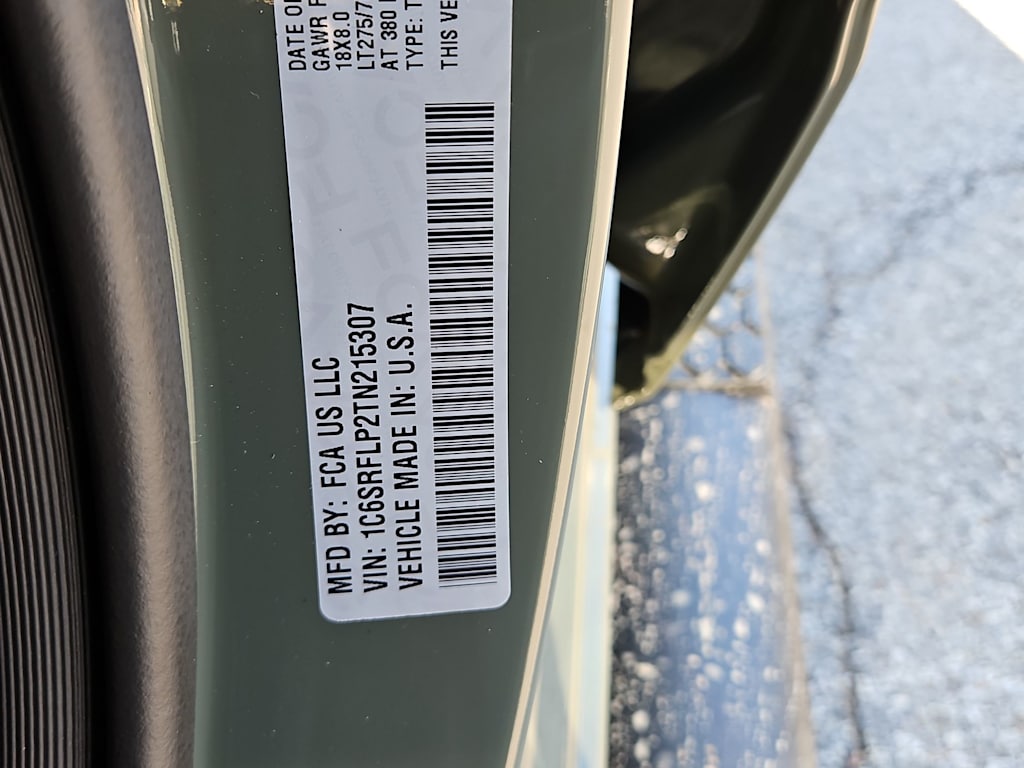 MFD BY: FCA US LLC
VIN: 1C6SRFLP2TN215307
VEHICLE MADE IN: U.S.A.
DATE O
GAWR
18X8.0
LT275/7
AT 380
TYPE: T
THIS VE